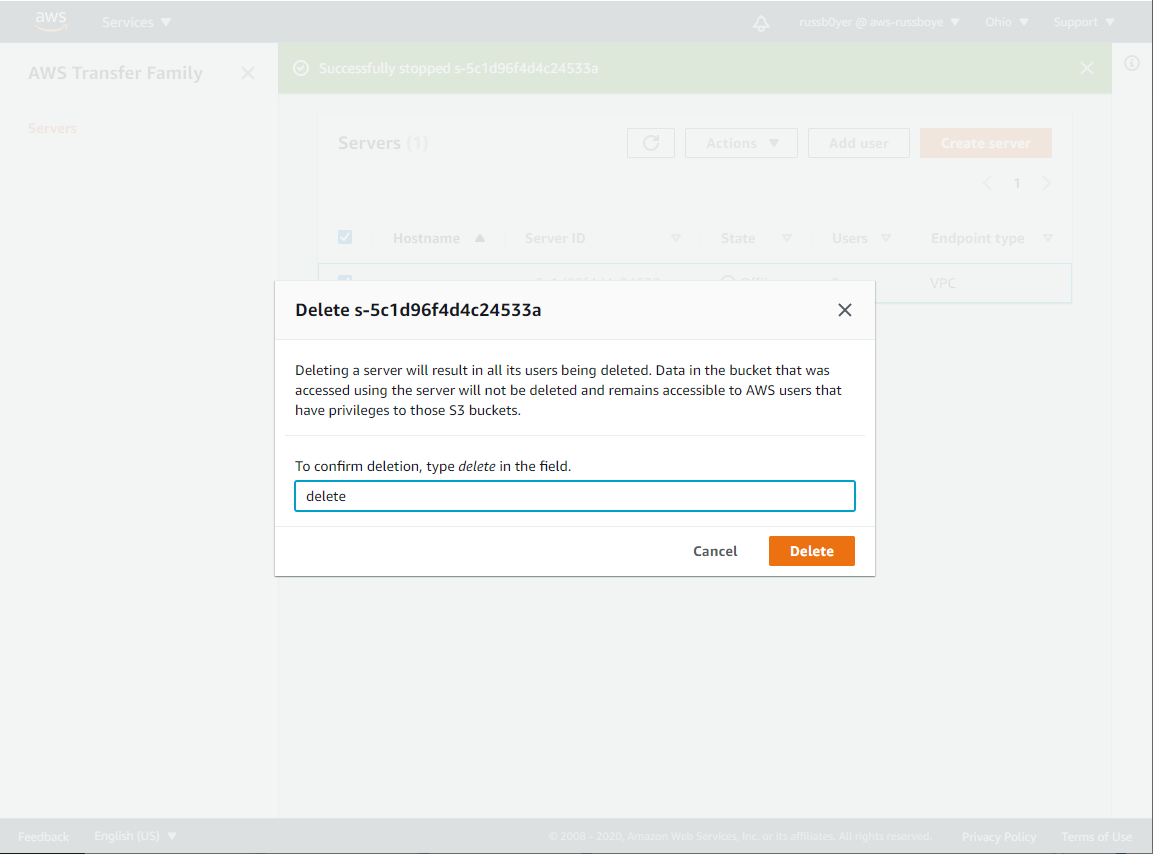 aws Services russb0yer @ aws-russboye Ohio Support
AWS Transfer Family
Successfully stopped s-5c1d96f4d4c24533a
Servers
Servers (1) Actions Add user Create server
1
Hostname Server ID State Users Endpoint type
VPC
Delete s-5c1d96f4d4c24533a
Deleting a server will result in all its users being deleted. Data in the bucket that was
accessed using the server will not be deleted and remains accessible to AWS users that
have privileges to those S3 buckets.
To confirm deletion, type delete in the field.
delete
Cancel Delete
Feedback English (US) © 2008 - 2020, Amazon Web Services, Inc. or its affiliates. All rights reserved. Privacy Policy Terms of Use